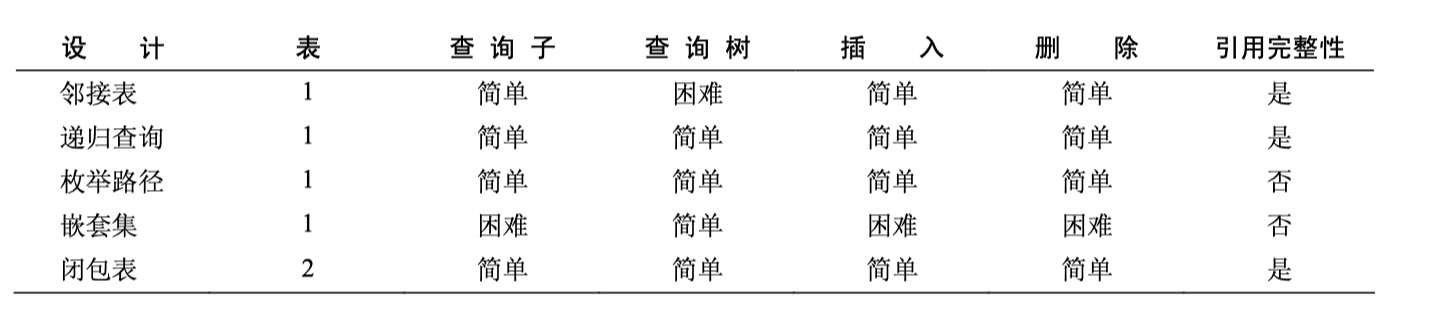 设 计 表 查 询 子 查 询 树 插 入 删 除 引用完整性
邻接表 1 简单 困难 简单 简单 是
递归查询 1 简单 简单 简单 简单 是
枚举路径 1 简单 简单 简单 简单 否
嵌套集 1 困难 简单 困难 困难 否
闭包表 2 简单 简单 简单 简单 是